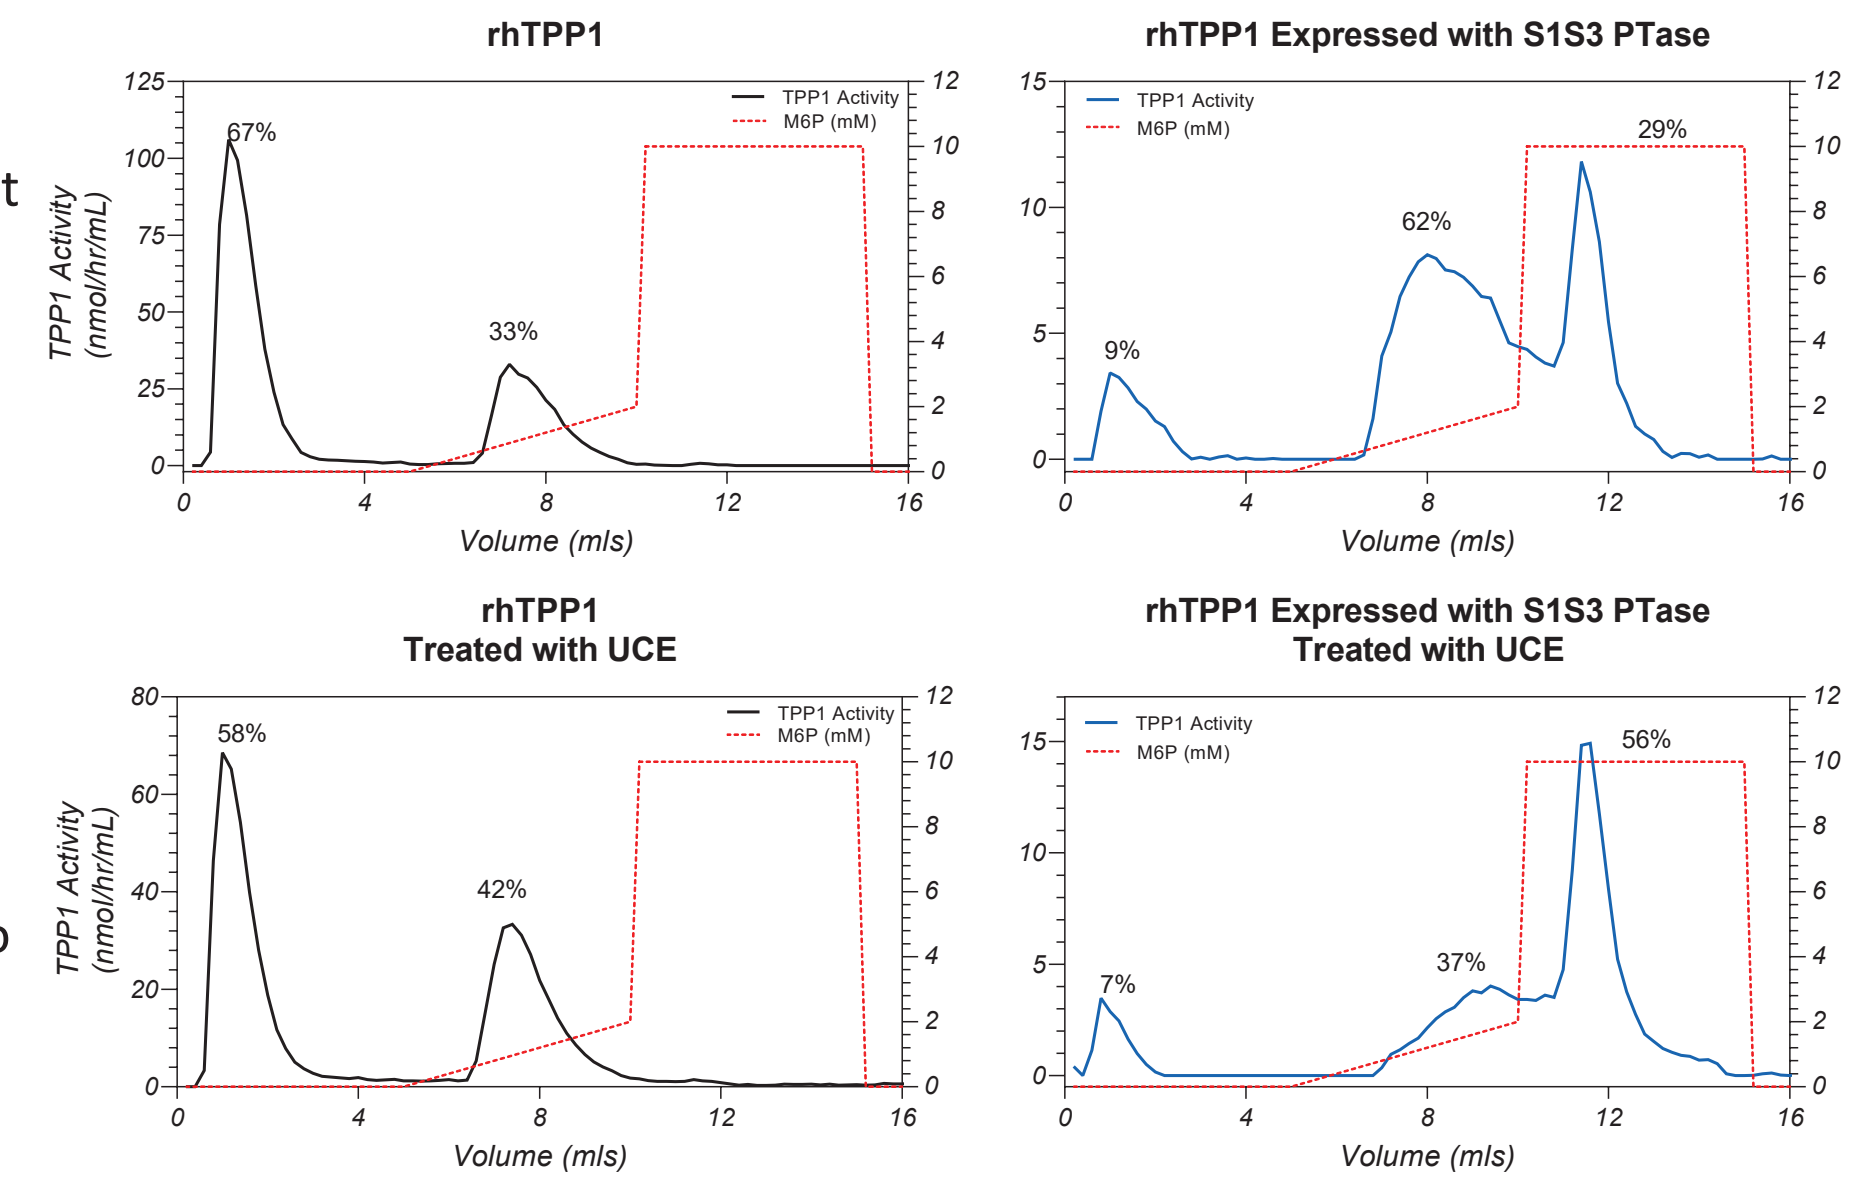 rhTPP1
rhTPP1 Expressed with S1S3 PTase
t
TPP1 Activity
(nmol/hr/mL)
125
100
75
50
25
0
67%
33%
TPP1 Activity
M6P (mM)
12
10
8
6
4
2
0
0 4 8 12 16
Volume (mls)
15
10
5
0
TPP1 Activity
M6P (mM)
9%
62%
29%
12
10
8
6
4
2
0
0 4 8 12 16
Volume (mls)
rhTPP1
Treated with UCE
rhTPP1 Expressed with S1S3 PTase
Treated with UCE
TPP1 Activity
(nmol/hr/mL)
80
60
40
20
0
58%
42%
TPP1 Activity
M6P (mM)
12
10
8
6
4
2
0
0 4 8 12 16
Volume (mls)
15
10
5
0
TPP1 Activity
M6P (mM)
7%
37%
56%
12
10
8
6
4
2
0
0 4 8 12 16
Volume (mls)